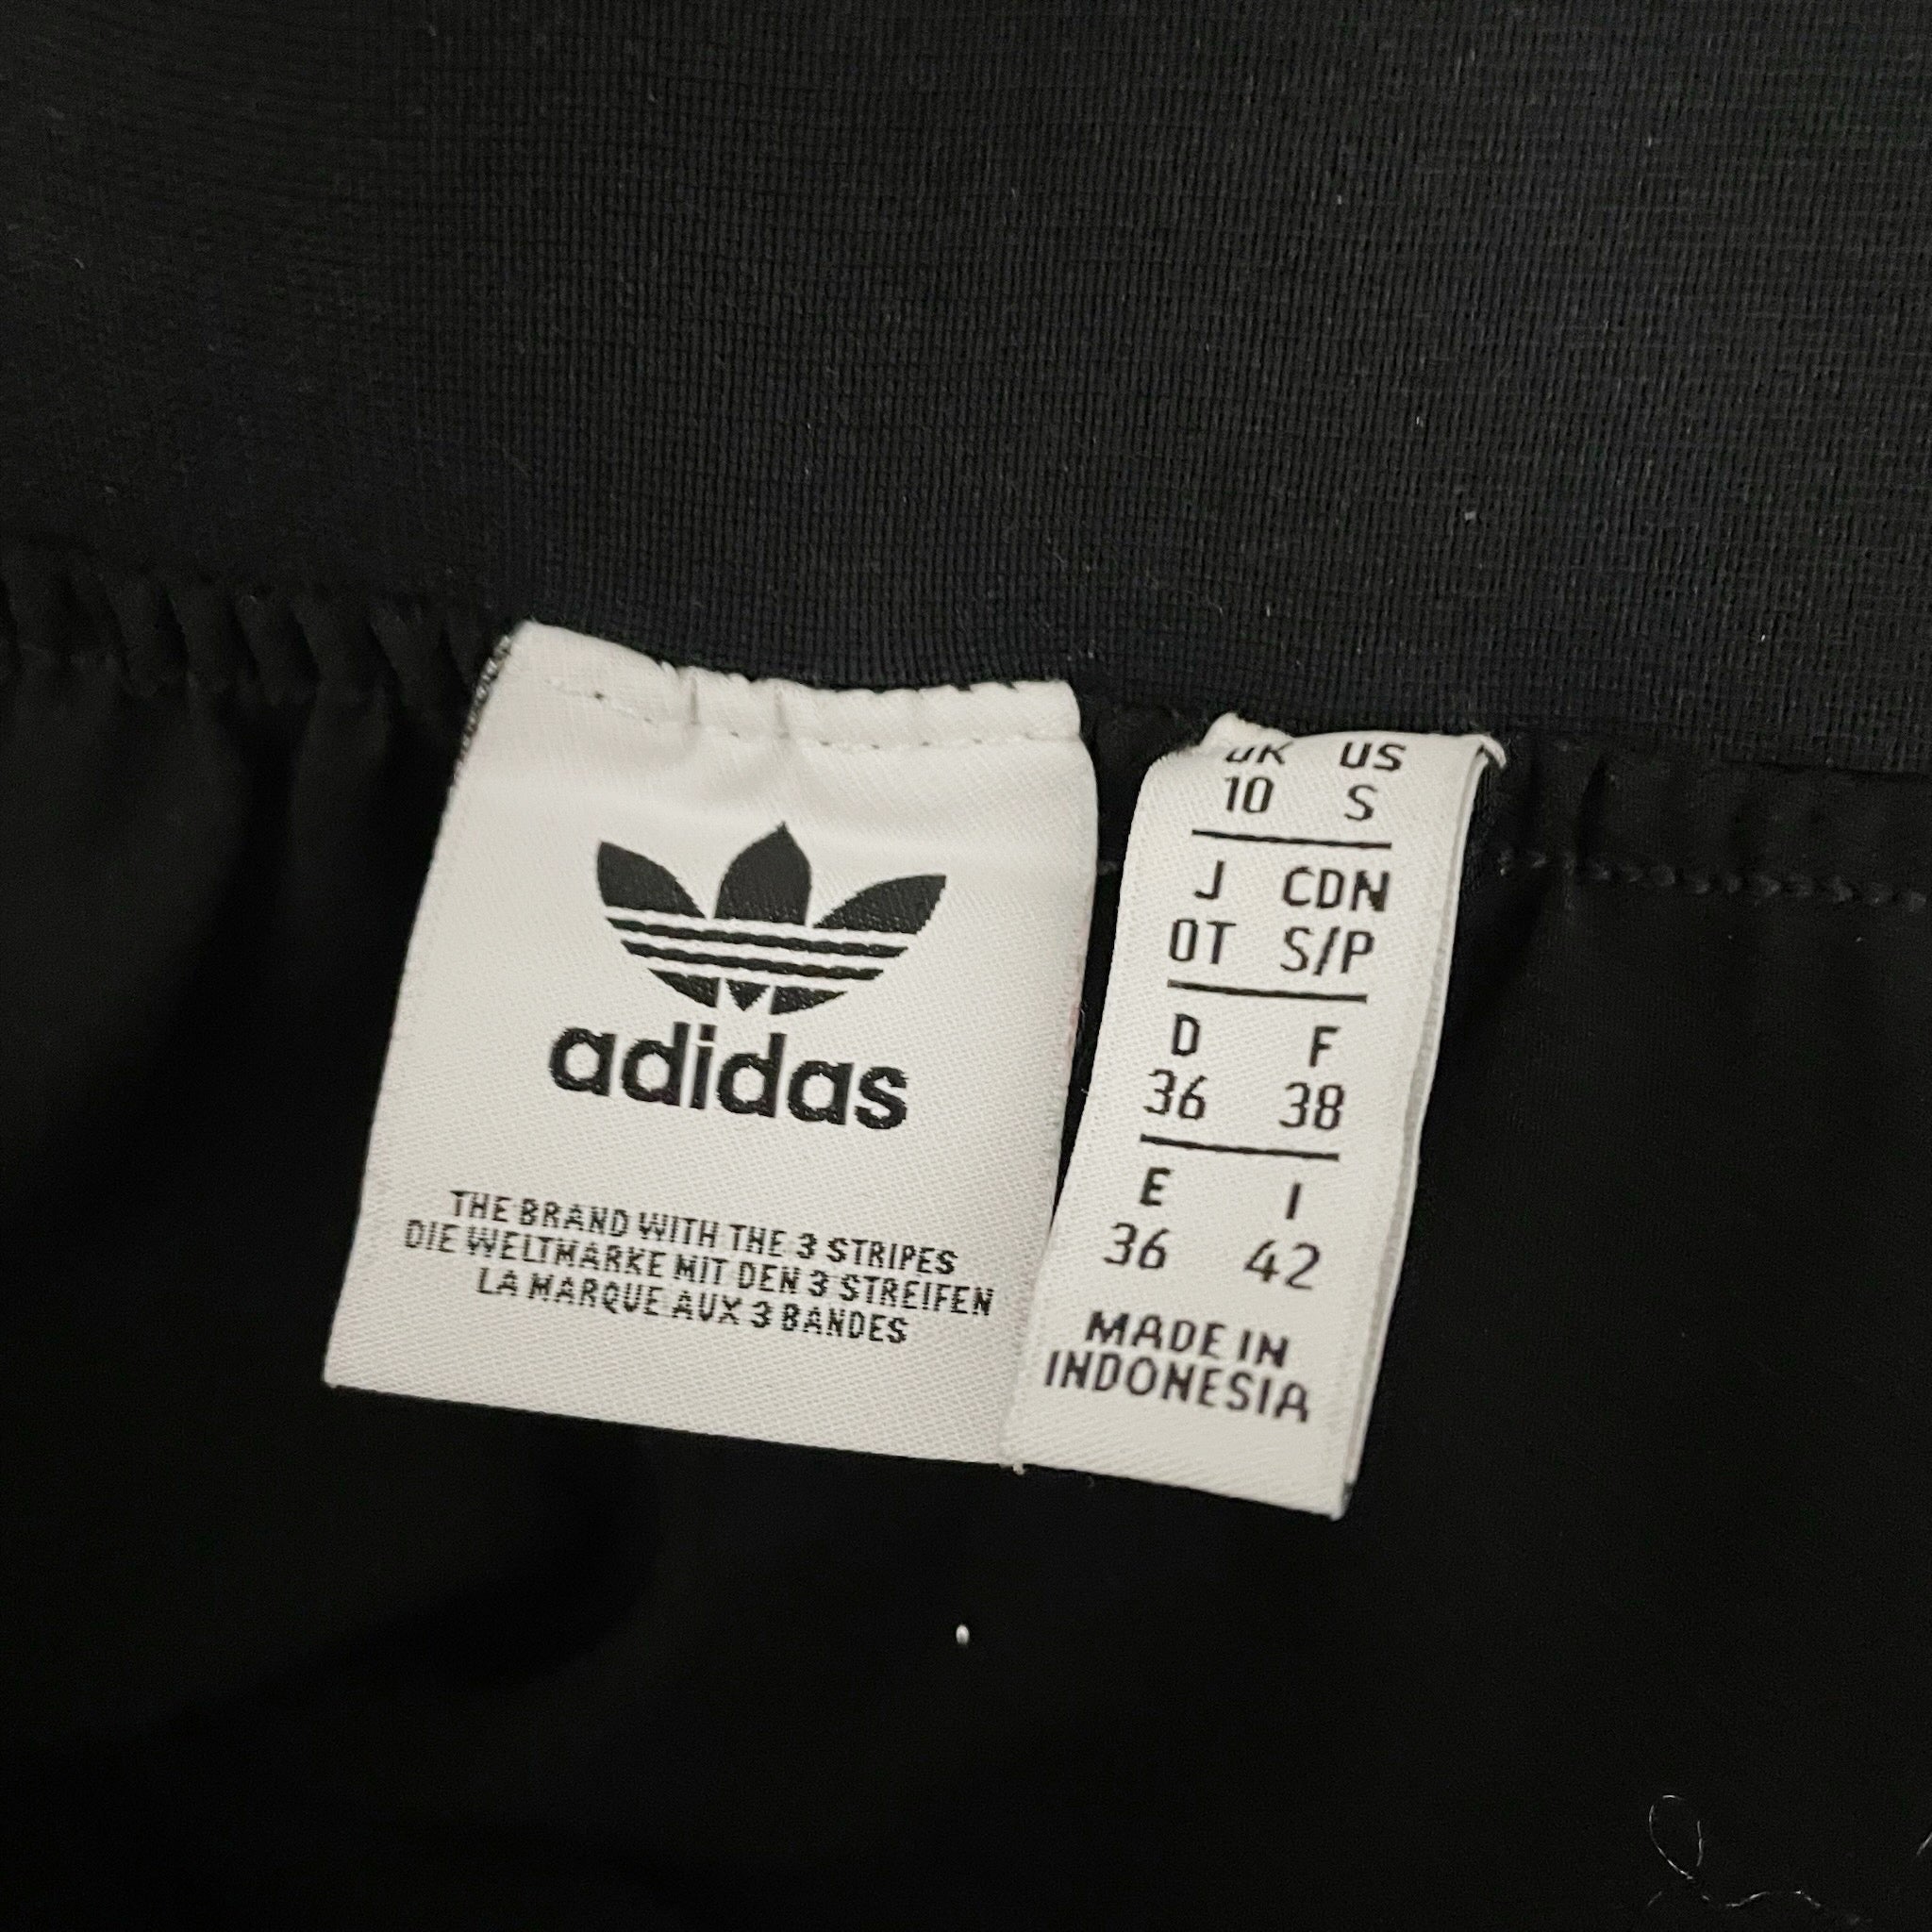 adidas
THE BRAND WITH THE 3 STRIPES
DIE WELTMARKE MIT DEN 3 STREIFEN
LA MARQUE AUX 3 BANDES
UK US
10 S
J CDN
OT S/P
D F
36 38
E I
36 42
MADE IN
INDONESIA